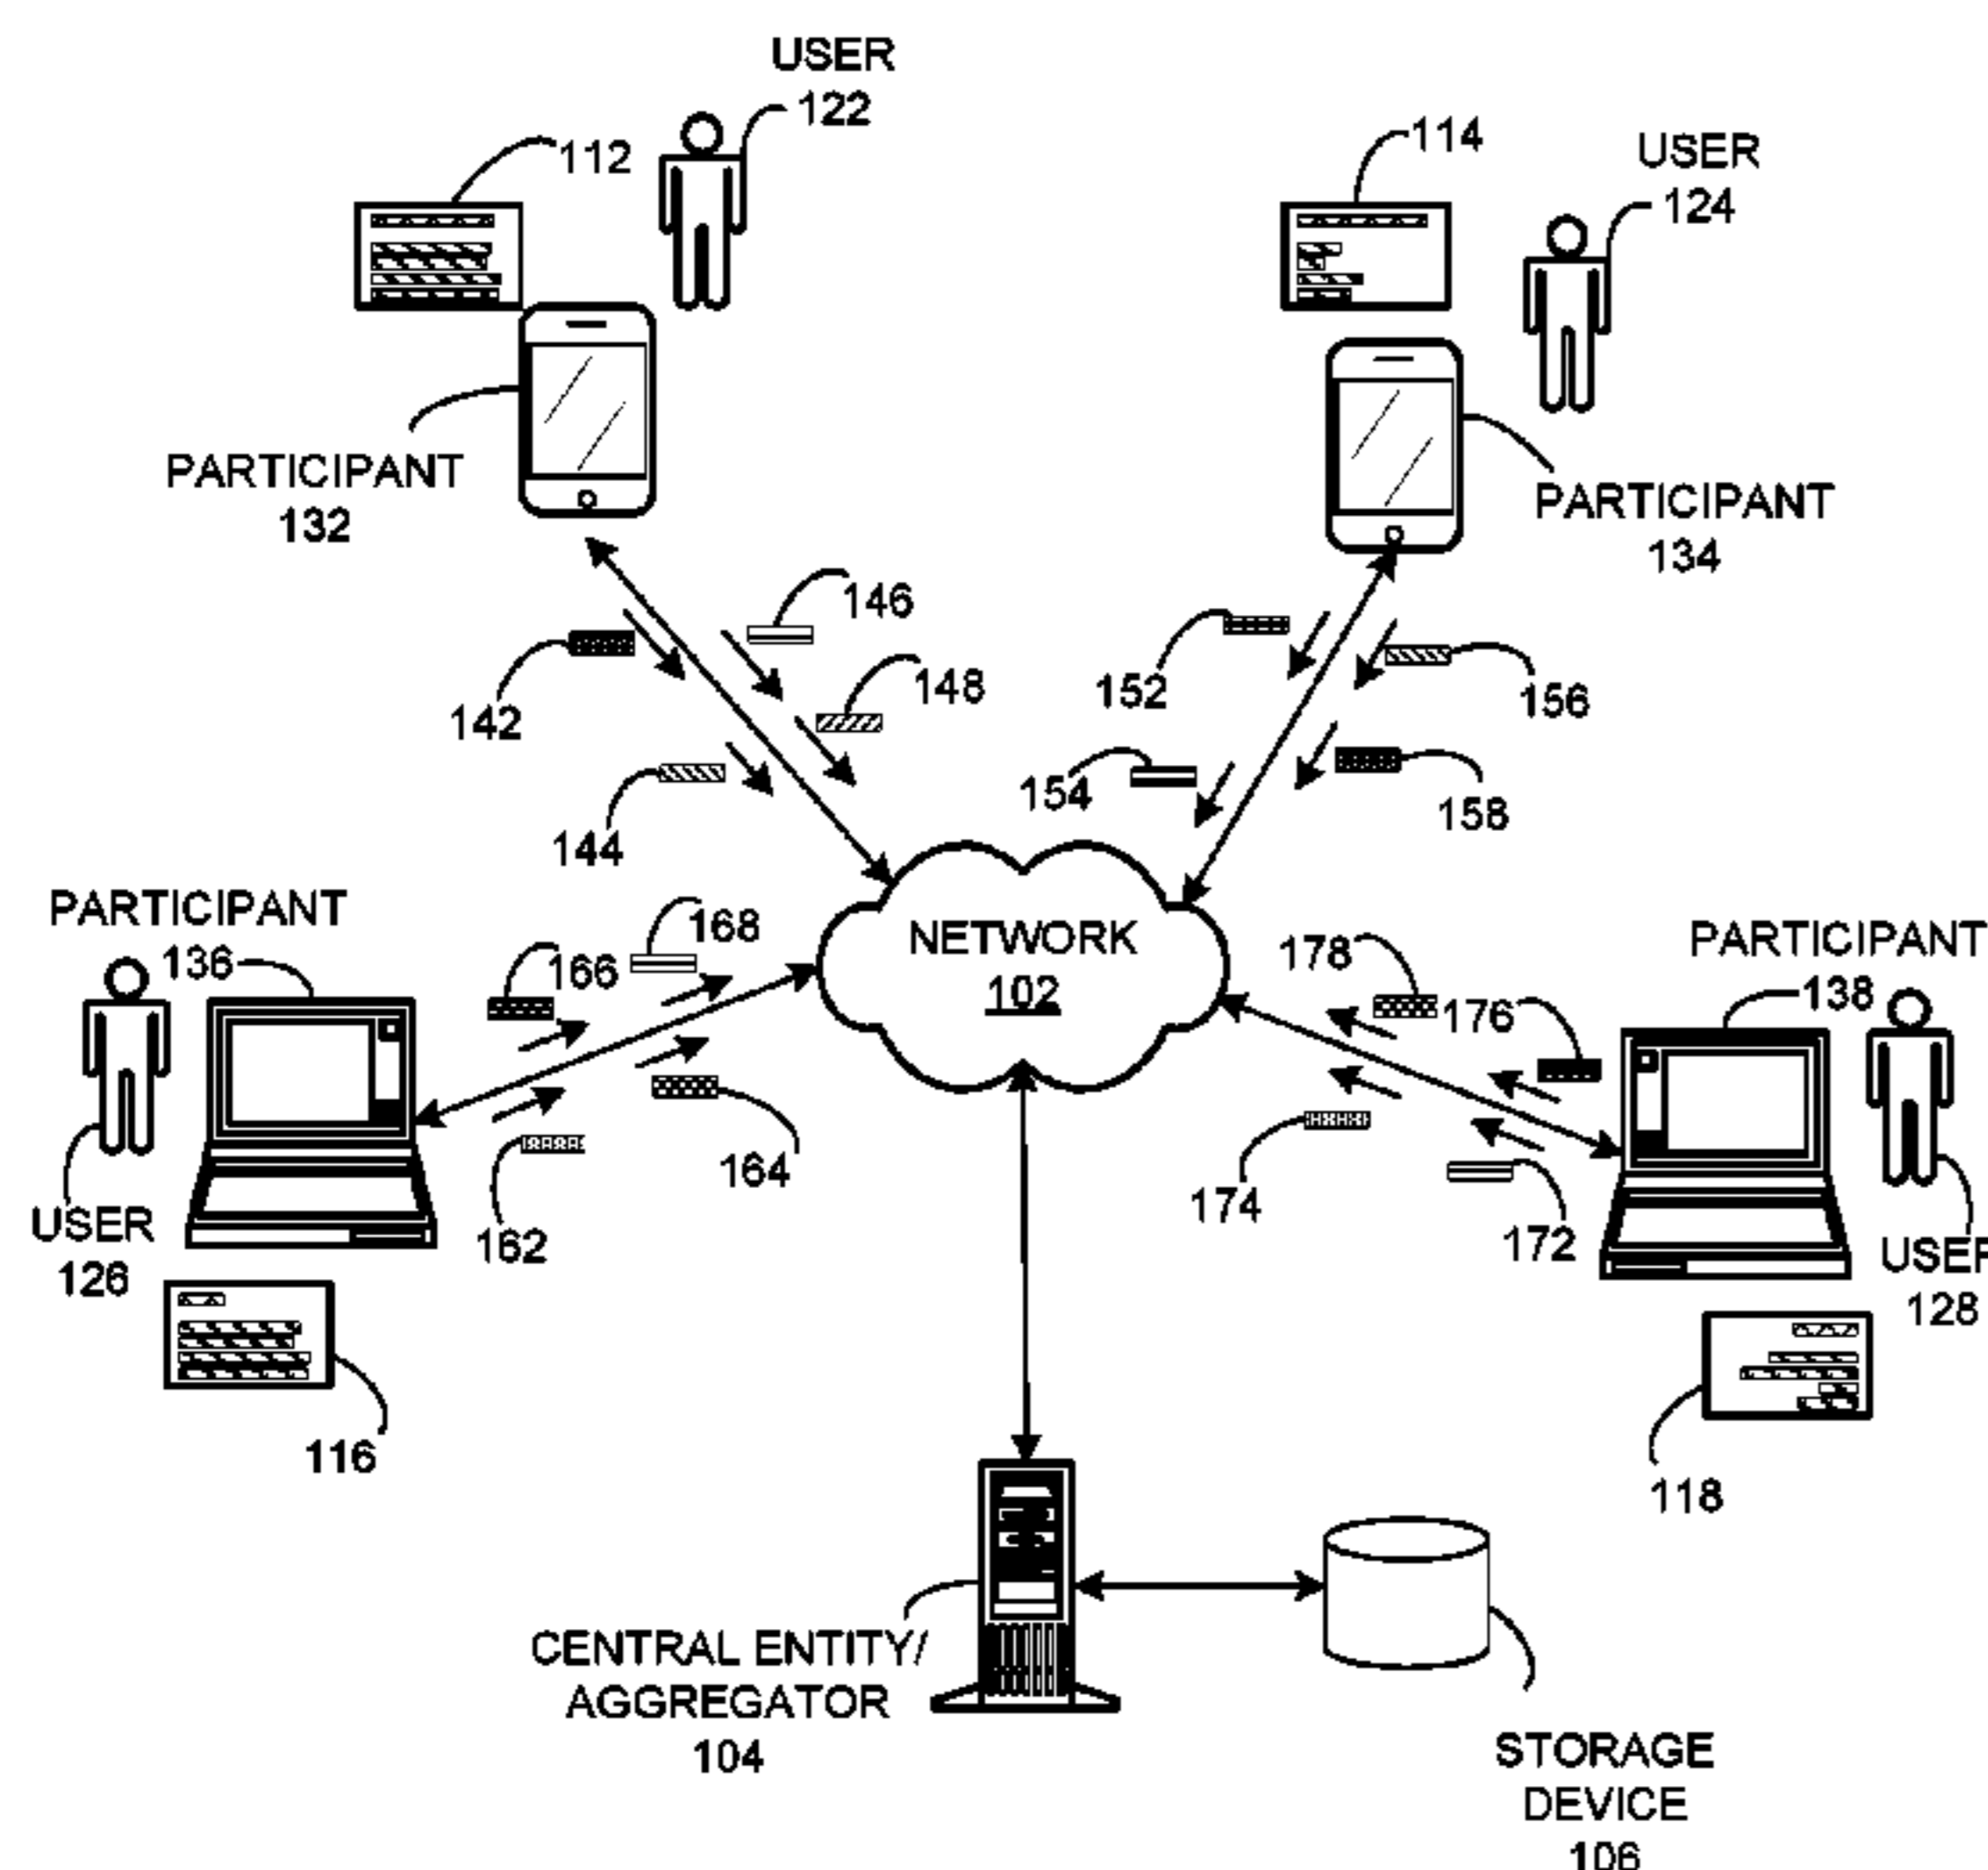 USER
122
112
114
USER
124
PARTICIPANT
132
PARTICIPANT
134
146
142
148
144
152
156
154
158
PARTICIPANT
136
166
168
NETWORK
102
178
176
PARTICIPANT
138
164
162
174
172
USER
126
USER
128
116
118
CENTRAL ENTITY/
AGGREGATOR
104
STORAGE
DEVICE
106